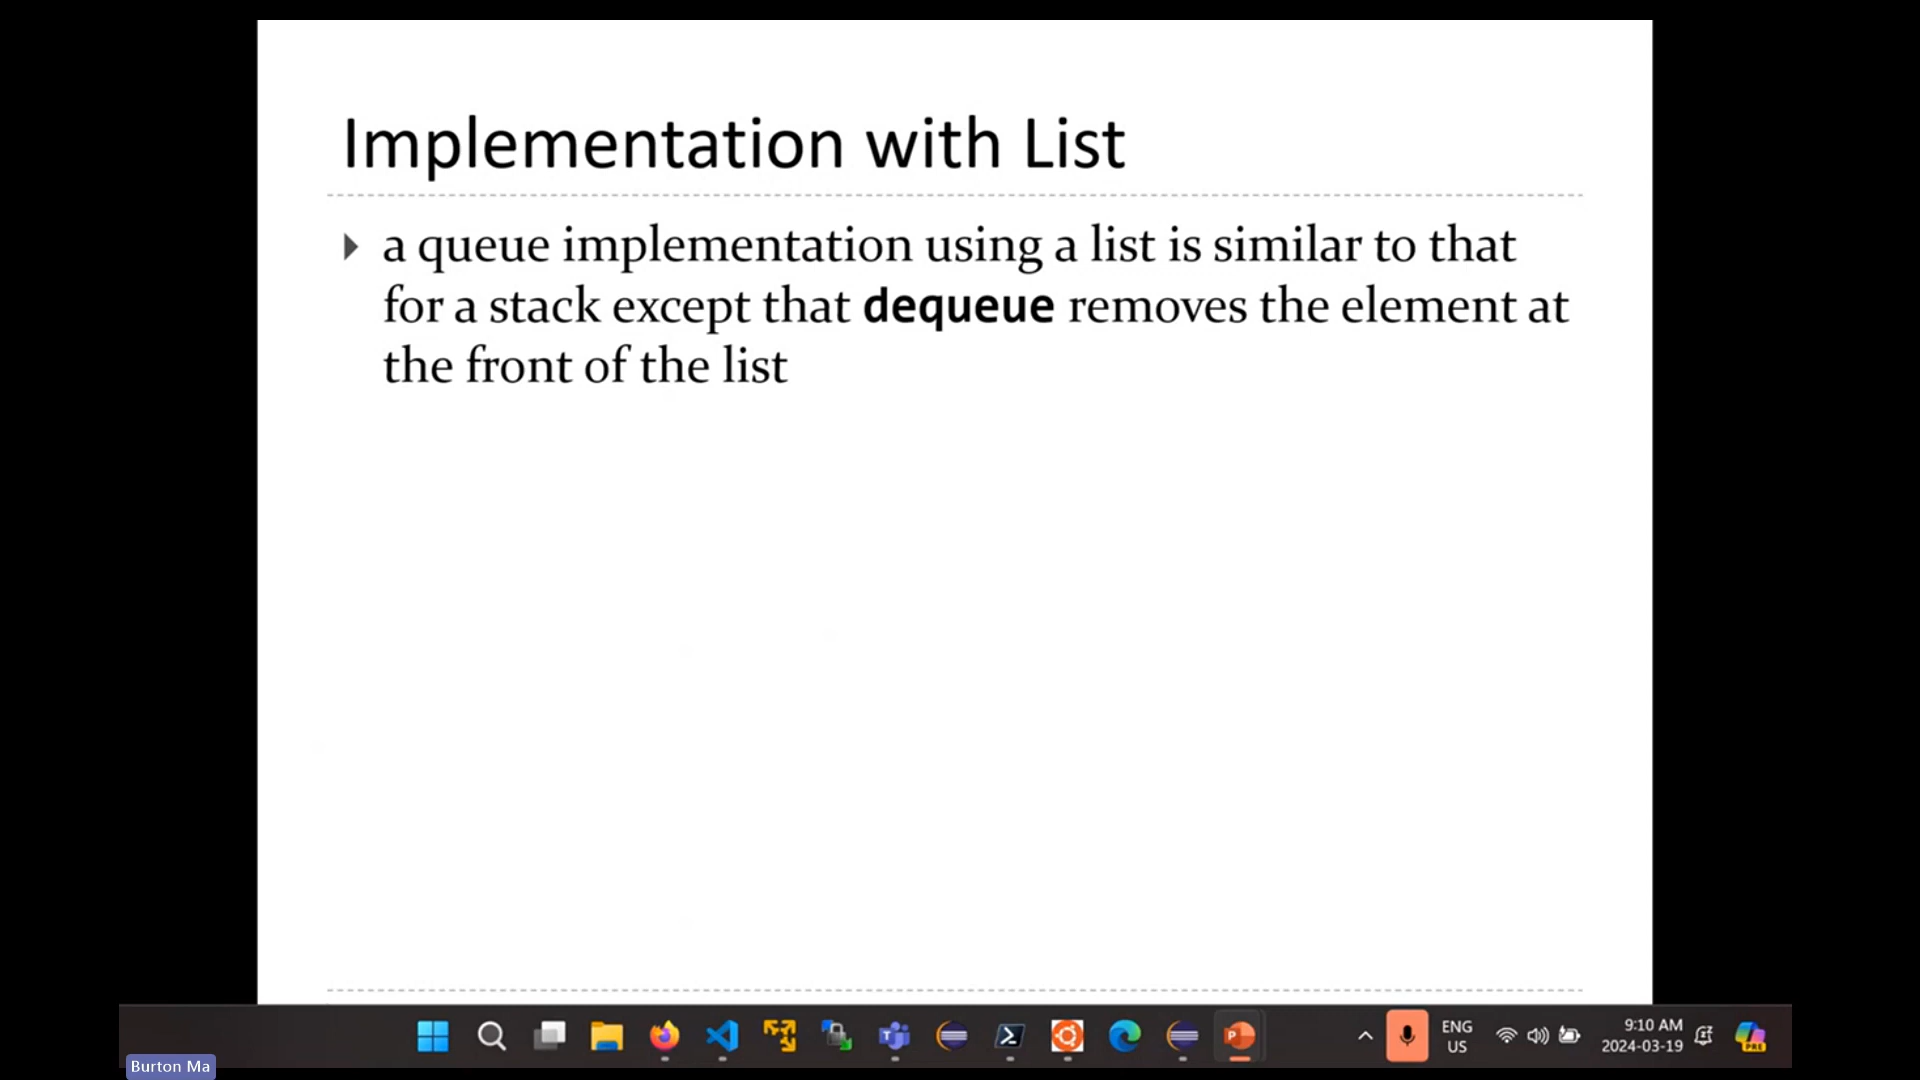 Implementation with List
a queue implementation using a list is similar to that
for a stack except that dequeue removes the element at
the front of the list
ENG
US
9:10 AM
2024-03-19
PRE
Burton Ma